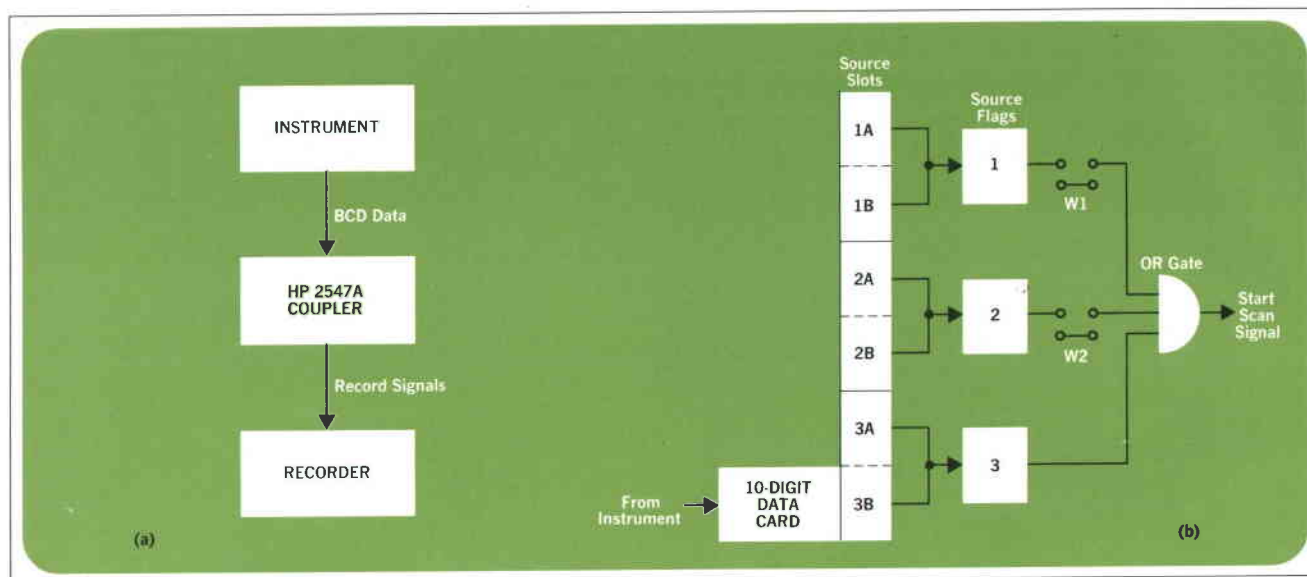 INSTRUMENT
BCD Data
HP 2547A
COUPLER
Record Signals
RECORDER
(a)
Source
Slots
1A
1B
2A
2B
3A
3B
Source
Flags
1
2
3
W1
W2
OR Gate
Start
Scan
Signal
From
Instrument
10-DIGIT
DATA
CARD
(b)